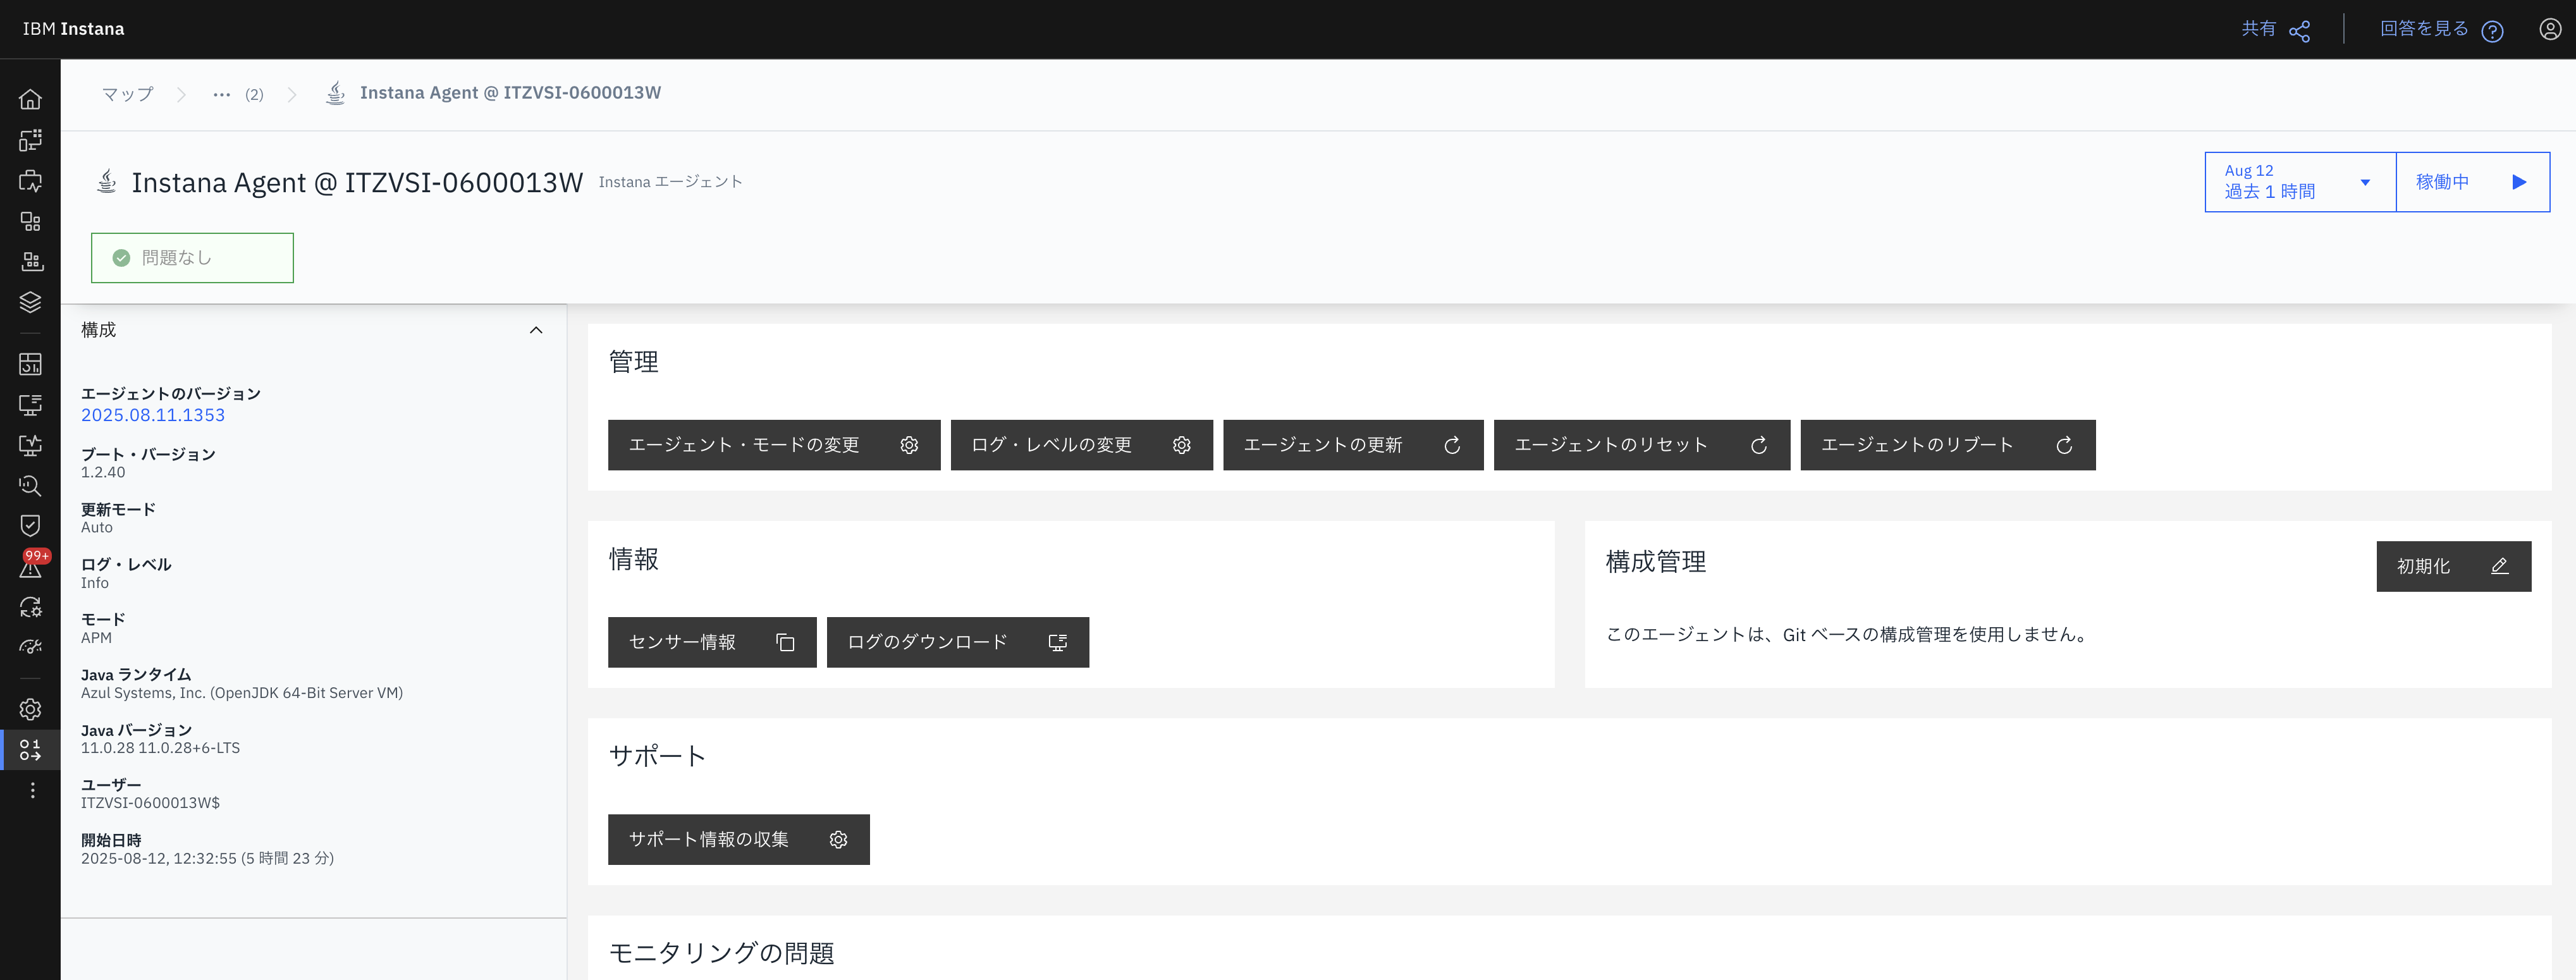 IBM Instana
共有
回答を見る
マップ
··· (2)
Instana Agent @ ITZVSI-0600013W
Instana Agent @ ITZVSI-0600013W
Instana エージェント
Aug 12
過去 1 時間
稼働中
問題なし
構成
エージェントのバージョン
2025.08.11.1353
ブート・バージョン
1.2.40
更新モード
Auto
ログ・レベル
Info
モード
APM
Java ランタイム
Azul Systems, Inc. (OpenJDK 64-Bit Server VM)
Java バージョン
11.0.28 11.0.28+6-LTS
ユーザー
ITZVSI-0600013W$
開始日時
2025-08-12, 12:32:55 (5 時間 23 分)
99+
管理
エージェント・モードの変更
ログ・レベルの変更
エージェントの更新
エージェントのリセット
エージェントのリブート
情報
センサー情報
ログのダウンロード
構成管理
初期化
このエージェントは、Git ベースの構成管理を使用しません。
サポート
サポート情報の収集
モニタリングの問題